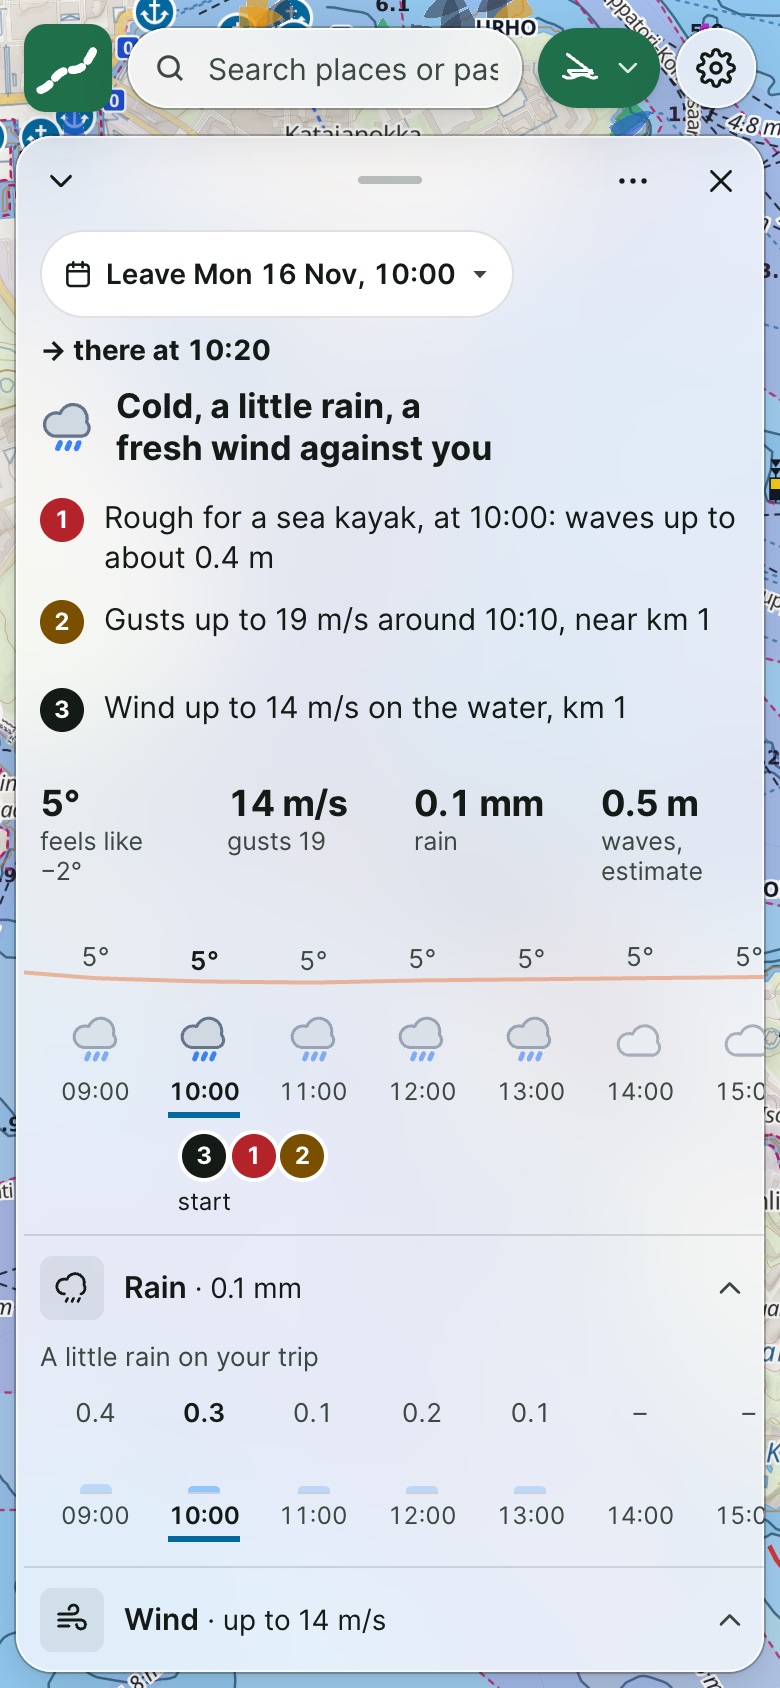 6.1
URHO
Search places or pas
Katajanokka
4.8 m
Leave Mon 16 Nov, 10:00
→ there at 10:20
Cold, a little rain, a
fresh wind against you
1 Rough for a sea kayak, at 10:00: waves up to
about 0.4 m
2 Gusts up to 19 m/s around 10:10, near km 1
3 Wind up to 14 m/s on the water, km 1
5° 14 m/s 0.1 mm 0.5 m
feels like gusts 19 rain waves,
−2° estimate
5° 5° 5° 5° 5° 5° 5°
09:00 10:00 11:00 12:00 13:00 14:00 15:0
3 1 2
start
Rain · 0.1 mm
A little rain on your trip
0.4 0.3 0.1 0.2 0.1 – –
09:00 10:00 11:00 12:00 13:00 14:00 15:0
Wind · up to 14 m/s